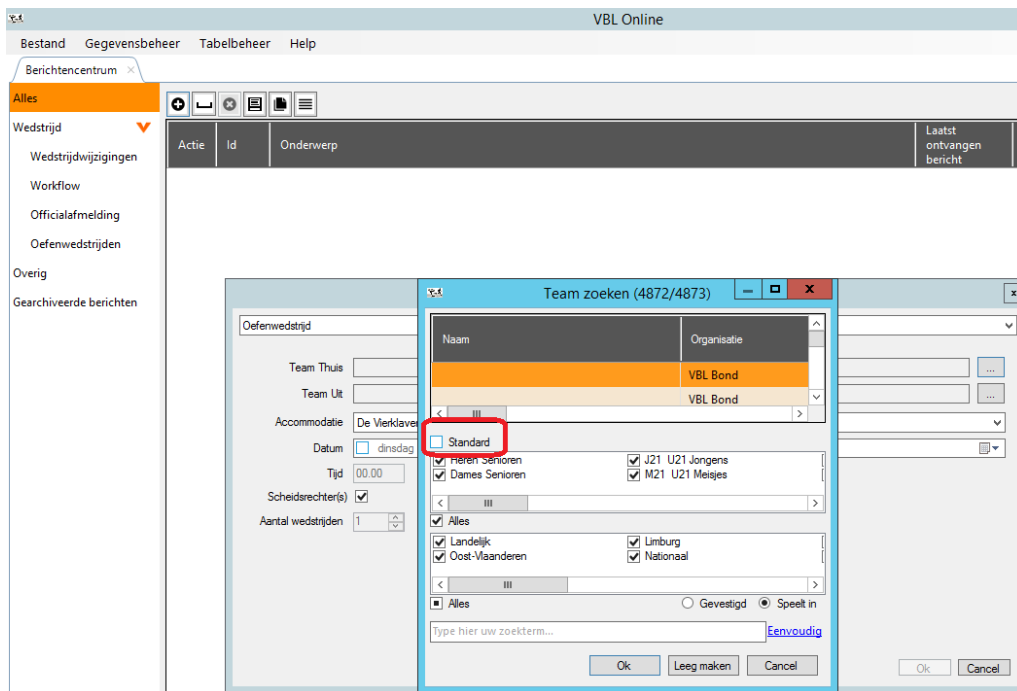 VBL Online
Bestand Gegevensbeheer Tabelbeheer Help
Berichtencentrum
Alles
Wedstrijd
Wedstrijdwijzigingen
Workflow
Officialafmelding
Oefenwedstrijden
Overig
Gearchiveerde berichten
Actie Id Onderwerp Laatst ontvangen bericht
Oefenwedstrijd
Team Thuis ...
Team Uit ...
Accommodatie De Vierklave
Datum dinsdag
Tijd 00.00
Scheidsrechter(s)
Aantal wedstrijden 1
Ok Cancel
Team zoeken (4872/4873)
Naam Organisatie
VBL Bond
VBL Bond
Standard
Heren Senioren J21 U21 Jongens
Dames Senioren M21 U21 Meisjes
Alles
Landelijk Limburg
Oost-Vlaanderen Nationaal
Alles Gevestigd Speelt in
Type hier uw zoekterm... Eenvoudig
Ok Leeg maken Cancel